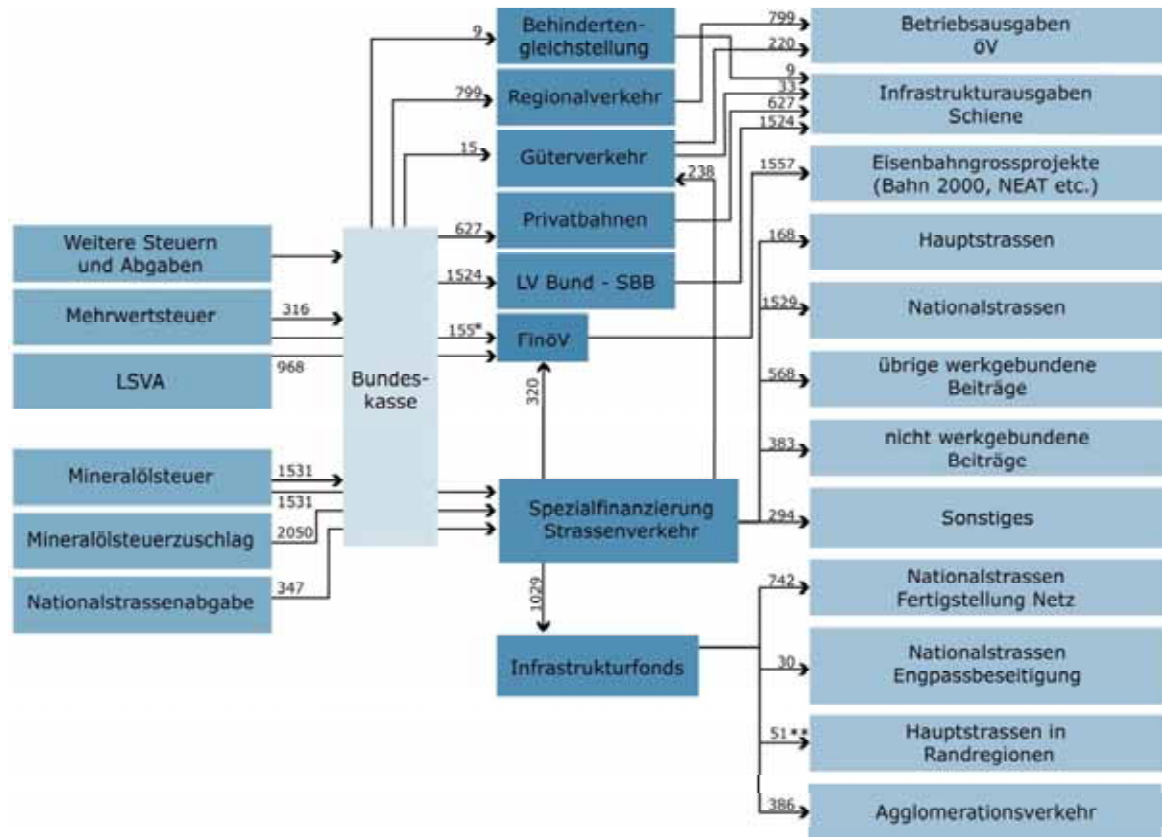 Weitere Steuern
und Abgaben
Mehrwertsteuer
316
LSVA
968
Mineralölsteuer
1531
1531
Mineralölsteuerzuschlag
2050
Nationalstrassenabgabe
347
Bundes-
kasse
9
799
15
627
1524
155*
Behinderten-
gleichstellung
Regionalverkehr
Güterverkehr
238
Privatbahnen
LV Bund - SBB
FinöV
320
Spezialfinanzierung
Strassenverkehr
1029
Infrastrukturfonds
799
220
9
33
627
1524
1557
168
1529
568
383
294
742
30
51**
386
Betriebsausgaben
öV
Infrastrukturausgaben
Schiene
Eisenbahngrossprojekte
(Bahn 2000, NEAT etc.)
Hauptstrassen
Nationalstrassen
übrige werkgebundene
Beiträge
nicht werkgebundene
Beiträge
Sonstiges
Nationalstrassen
Fertigstellung Netz
Nationalstrassen
Engpassbeseitigung
Hauptstrassen in
Randregionen
Agglomerationsverkehr